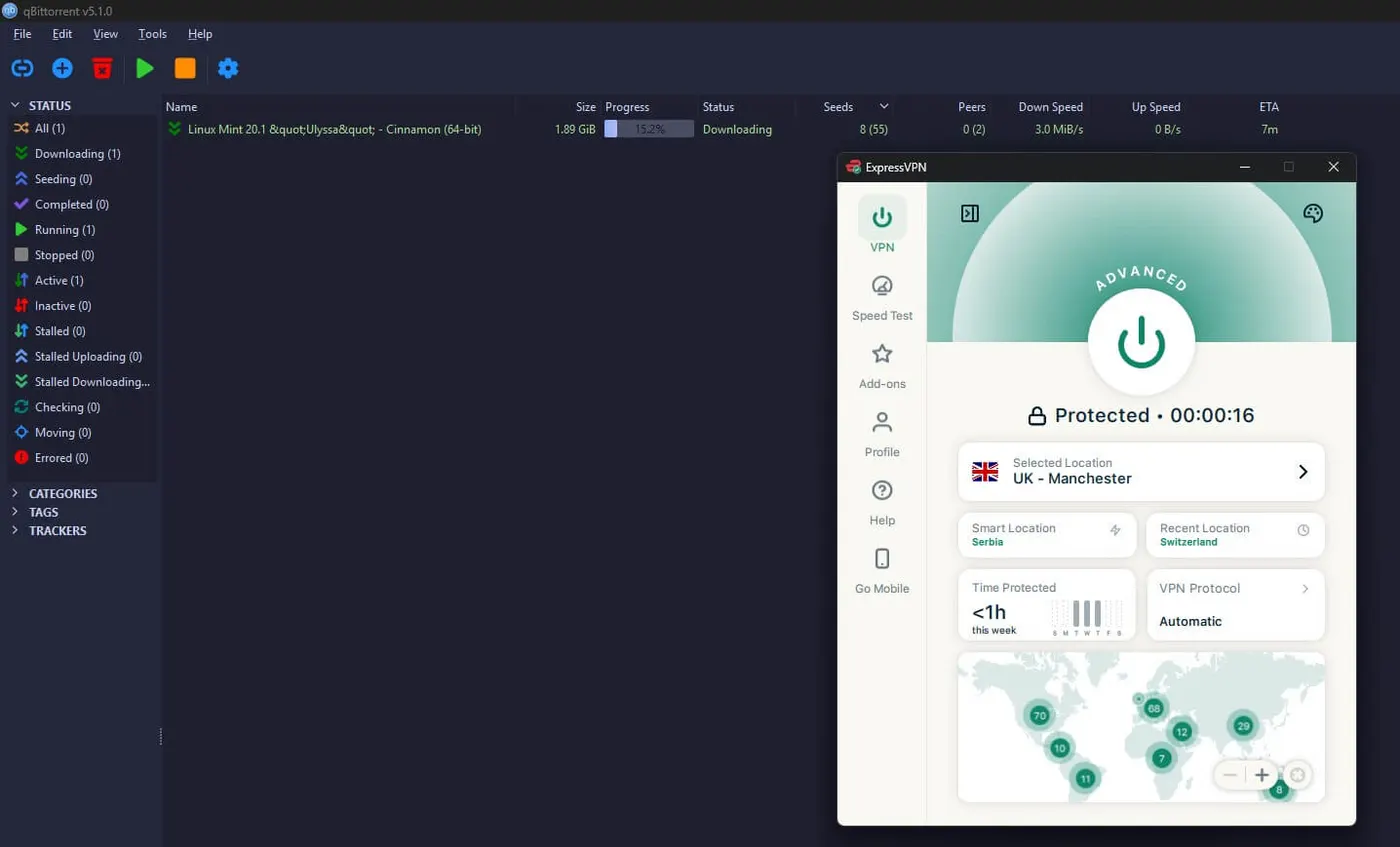 qBittorrent v5.1.0
File Edit View Tools Help
STATUS
All (1)
Downloading (1)
Seeding (0)
Completed (0)
Running (1)
Stopped (0)
Active (1)
Inactive (0)
Stalled (0)
Stalled Uploading (0)
Stalled Downloading...
Checking (0)
Moving (0)
Errored (0)
CATEGORIES
TAGS
TRACKERS
Name Size Progress Status Seeds Peers Down Speed Up Speed ETA
Linux Mint 20.1 &quot;Ulyssa&quot; - Cinnamon (64-bit) 1.89 GiB 15.2% Downloading 8 (55) 0 (2) 3.0 MiB/s 0 B/s 7m
ExpressVPN
VPN
Speed Test
Add-ons
Profile
Help
Go Mobile
ADVANCED
Protected • 00:00:16
Selected Location
UK - Manchester
Smart Location
Serbia
Recent Location
Switzerland
Time Protected
<1h
this week
S M T W T F S
VPN Protocol
Automatic
70
68
12
29
10
7
11
8